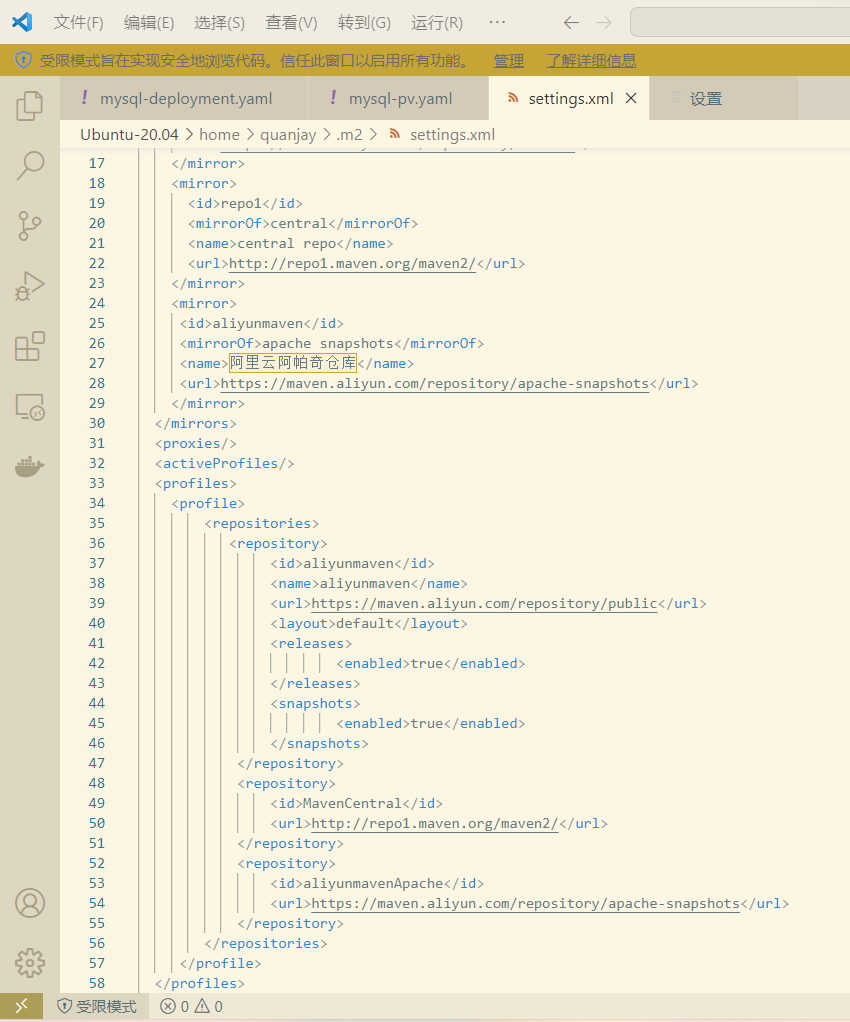 文件(F) 编辑(E) 选择(S) 查看(V) 转到(G) 运行(R) ···
受限模式旨在实现安全地浏览代码。信任此窗口以启用所有功能。 管理 了解详细信息
! mysql-deployment.yaml ! mysql-pv.yaml settings.xml × 设置
Ubuntu-20.04 > home > quanjay > .m2 > settings.xml
17 </mirror>
18 <mirror>
19 <id>repo1</id>
20 <mirrorOf>central</mirrorOf>
21 <name>central repo</name>
22 <url>http://repo1.maven.org/maven2/</url>
23 </mirror>
24 <mirror>
25 <id>aliyunmaven</id>
26 <mirrorOf>apache snapshots</mirrorOf>
27 <name>阿里云阿帕奇仓库</name>
28 <url>https://maven.aliyun.com/repository/apache-snapshots</url>
29 </mirror>
30 </mirrors>
31 <proxies/>
32 <activeProfiles/>
33 <profiles>
34 <profile>
35 <repositories>
36 <repository>
37 <id>aliyunmaven</id>
38 <name>aliyunmaven</name>
39 <url>https://maven.aliyun.com/repository/public</url>
40 <layout>default</layout>
41 <releases>
42 <enabled>true</enabled>
43 </releases>
44 <snapshots>
45 <enabled>true</enabled>
46 </snapshots>
47 </repository>
48 <repository>
49 <id>MavenCentral</id>
50 <url>http://repo1.maven.org/maven2/</url>
51 </repository>
52 <repository>
53 <id>aliyunmavenApache</id>
54 <url>https://maven.aliyun.com/repository/apache-snapshots</url>
55 </repository>
56 </repositories>
57 </profile>
58 </profiles>
受限模式 0 0